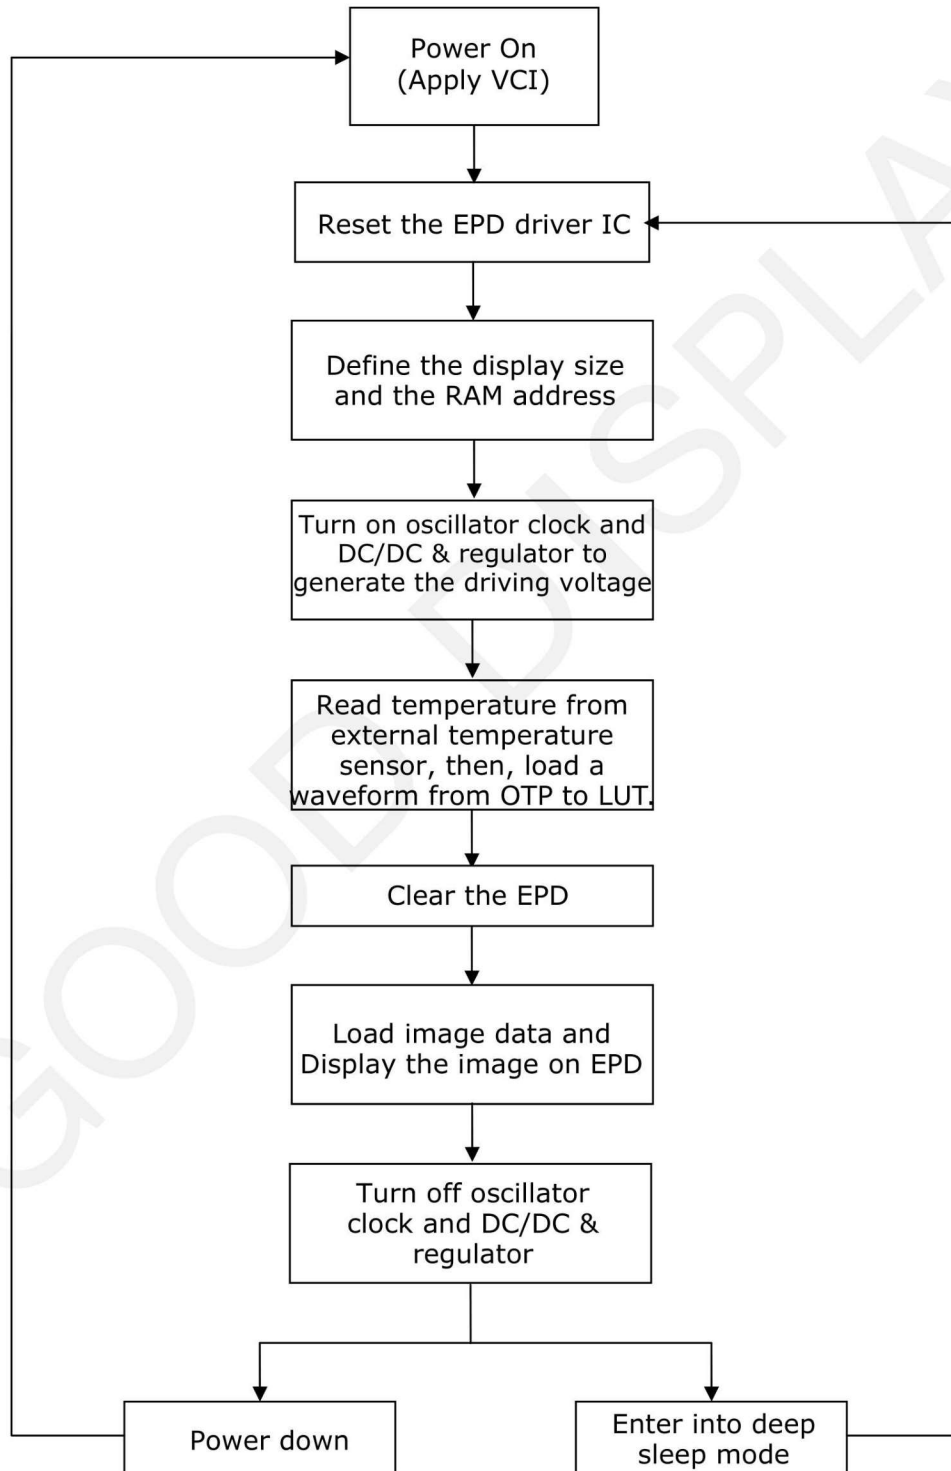 Power On
(Apply VCI)
Reset the EPD driver IC
Define the display size
and the RAM address
Turn on oscillator clock and
DC/DC & regulator to
generate the driving voltage
Read temperature from
external temperature
sensor, then, load a
waveform from OTP to LUT.
Clear the EPD
Load image data and
Display the image on EPD
Turn off oscillator
clock and DC/DC &
regulator
Power down
Enter into deep
sleep mode
GOOD DISPLAY